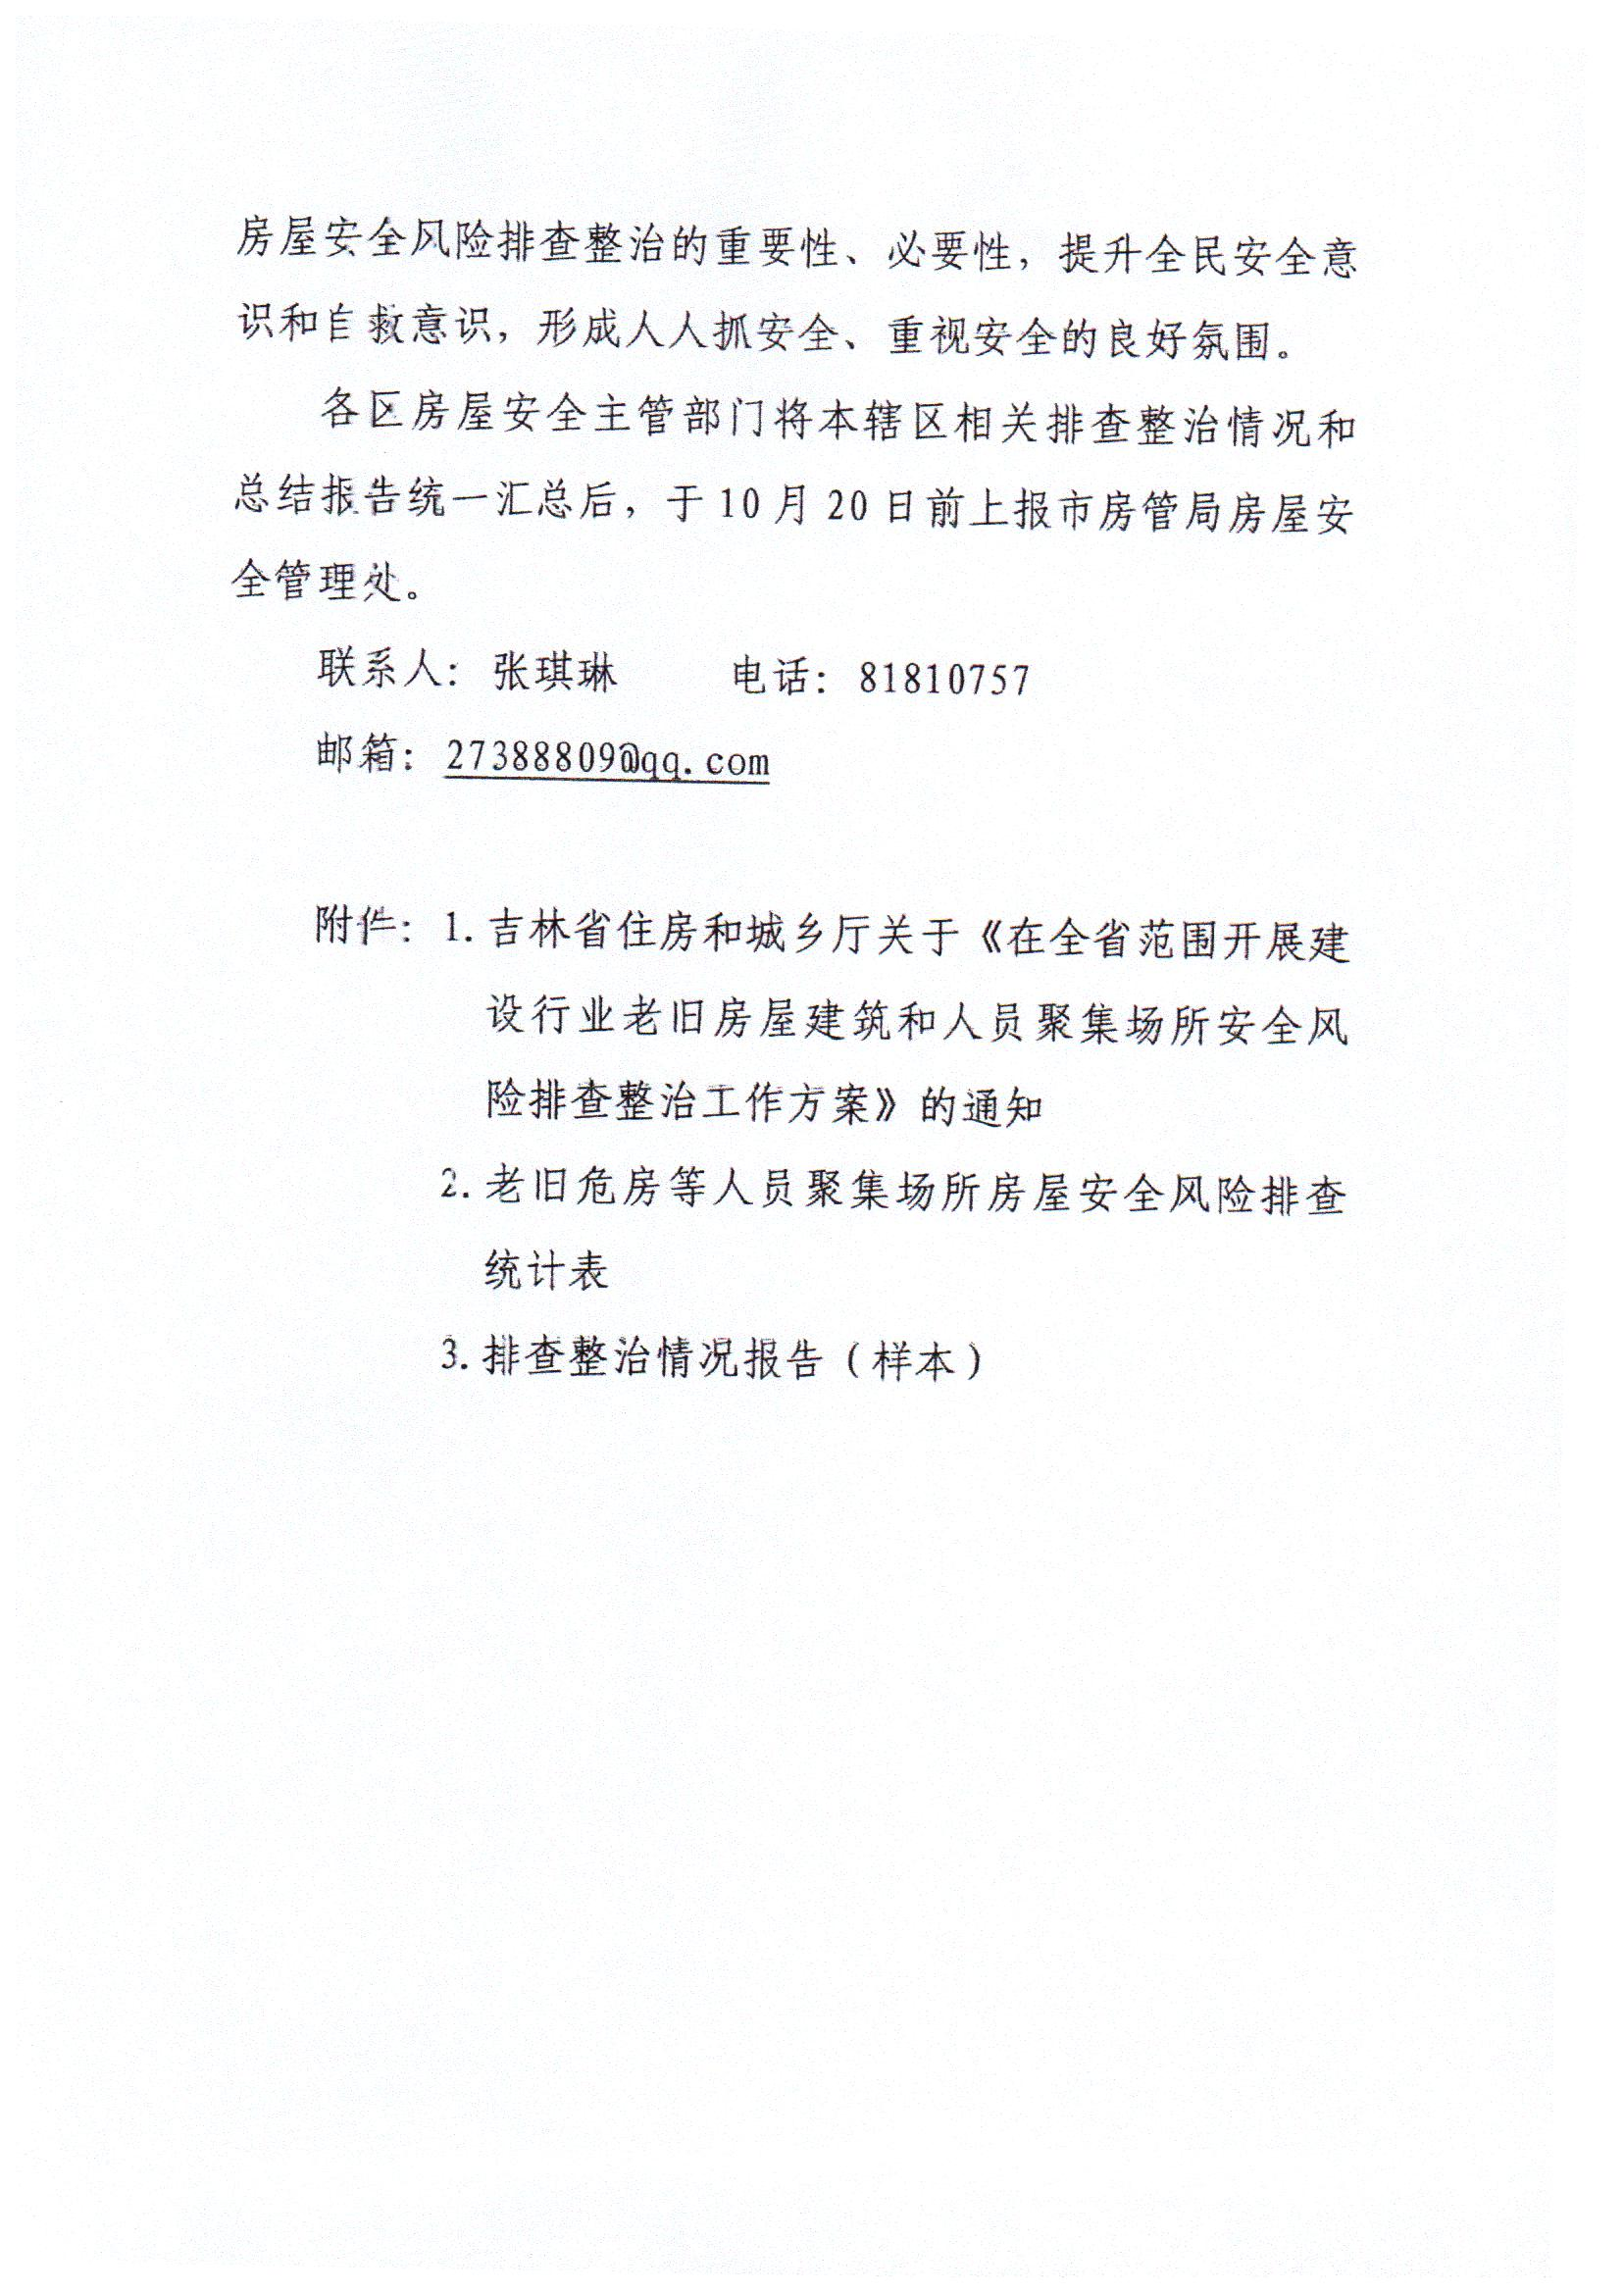 房屋安全风险排查整治的重要性、必要性，提升全民安全意
识和自救意识，形成人人抓安全、重视安全的良好氛围。
各区房屋安全主管部门将本辖区相关排查整治情况和
总结报告统一汇总后，于10月20日前上报市房管局房屋安
全管理处。
联系人：张琪琳 电话：81810757
邮箱：27388809@qq.com
附件：1.吉林省住房和城乡厅关于《在全省范围开展建
设行业老旧房屋建筑和人员聚集场所安全风
险排查整治工作方案》的通知
2.老旧危房等人员聚集场所房屋安全风险排查
统计表
3.排查整治情况报告（样本）